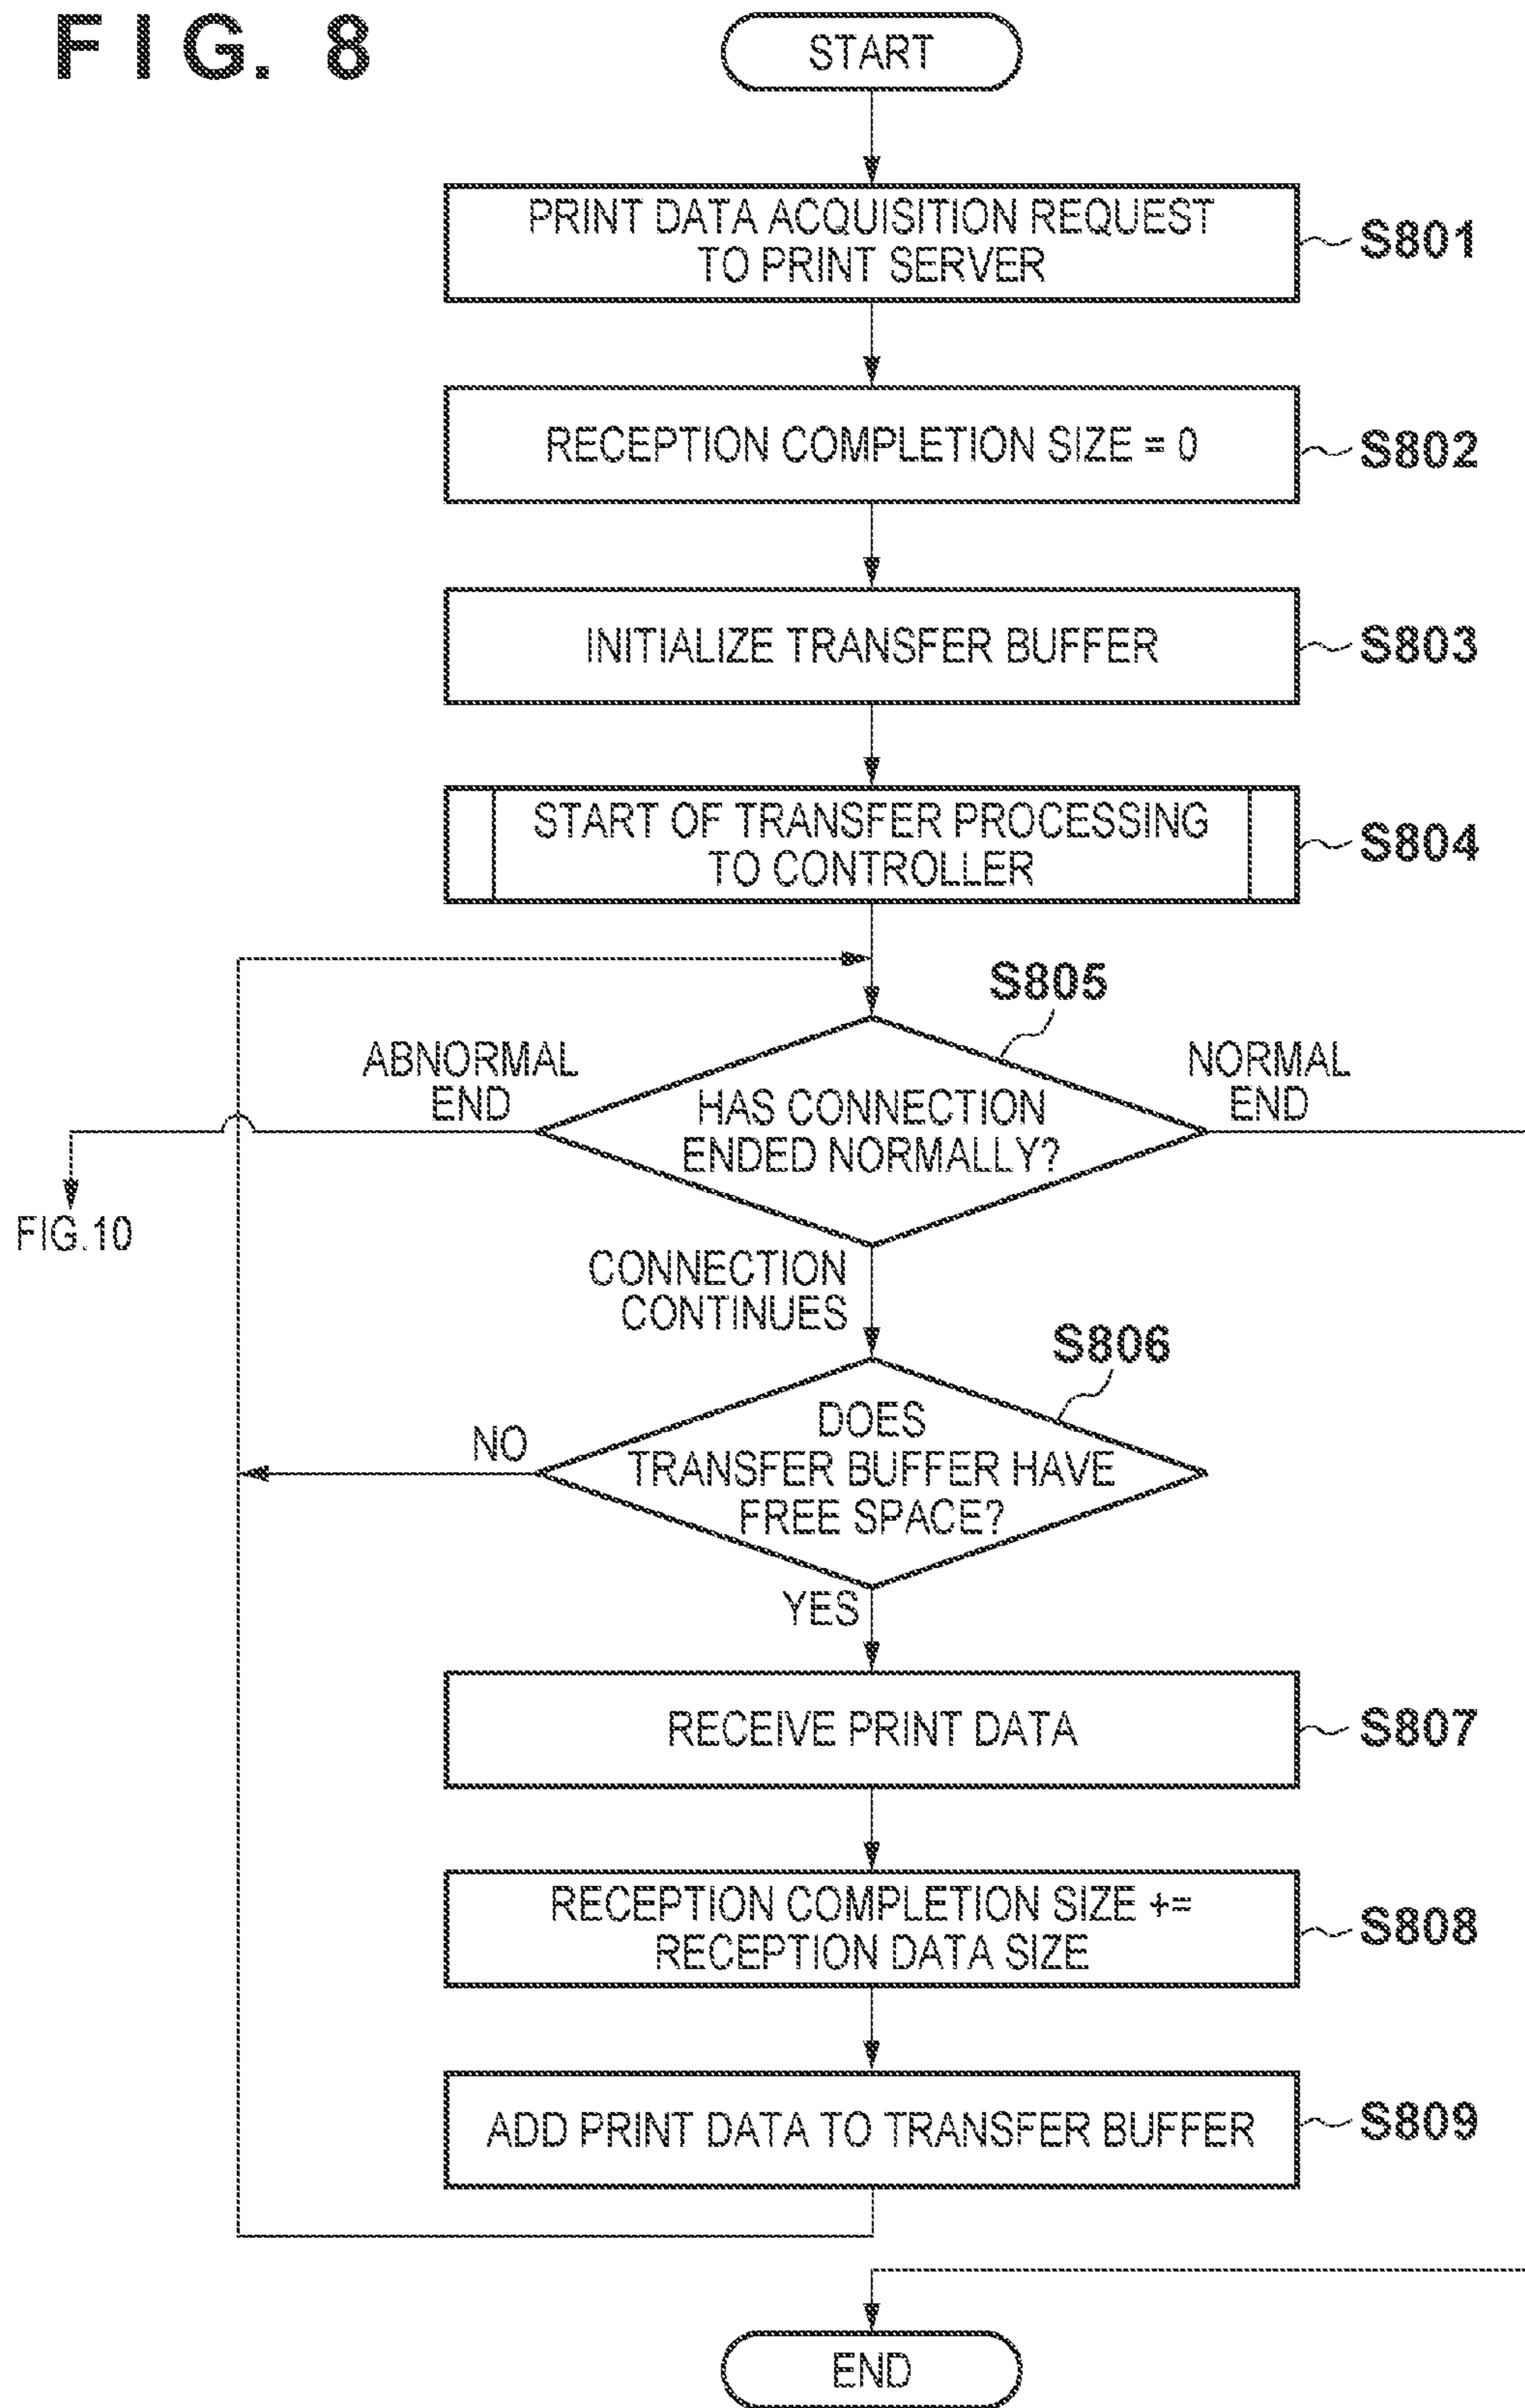 FIG. 8
START
PRINT DATA ACQUISITION REQUEST
TO PRINT SERVER
S801
RECEPTION COMPLETION SIZE = 0
S802
INITIALIZE TRANSFER BUFFER
S803
START OF TRANSFER PROCESSING
TO CONTROLLER
S804
S805
ABNORMAL
END
HAS CONNECTION
ENDED NORMALLY?
NORMAL
END
FIG.10
CONNECTION
CONTINUES
S806
DOES
TRANSFER BUFFER HAVE
FREE SPACE?
NO
YES
RECEIVE PRINT DATA
S807
RECEPTION COMPLETION SIZE +=
RECEPTION DATA SIZE
S808
ADD PRINT DATA TO TRANSFER BUFFER
S809
END